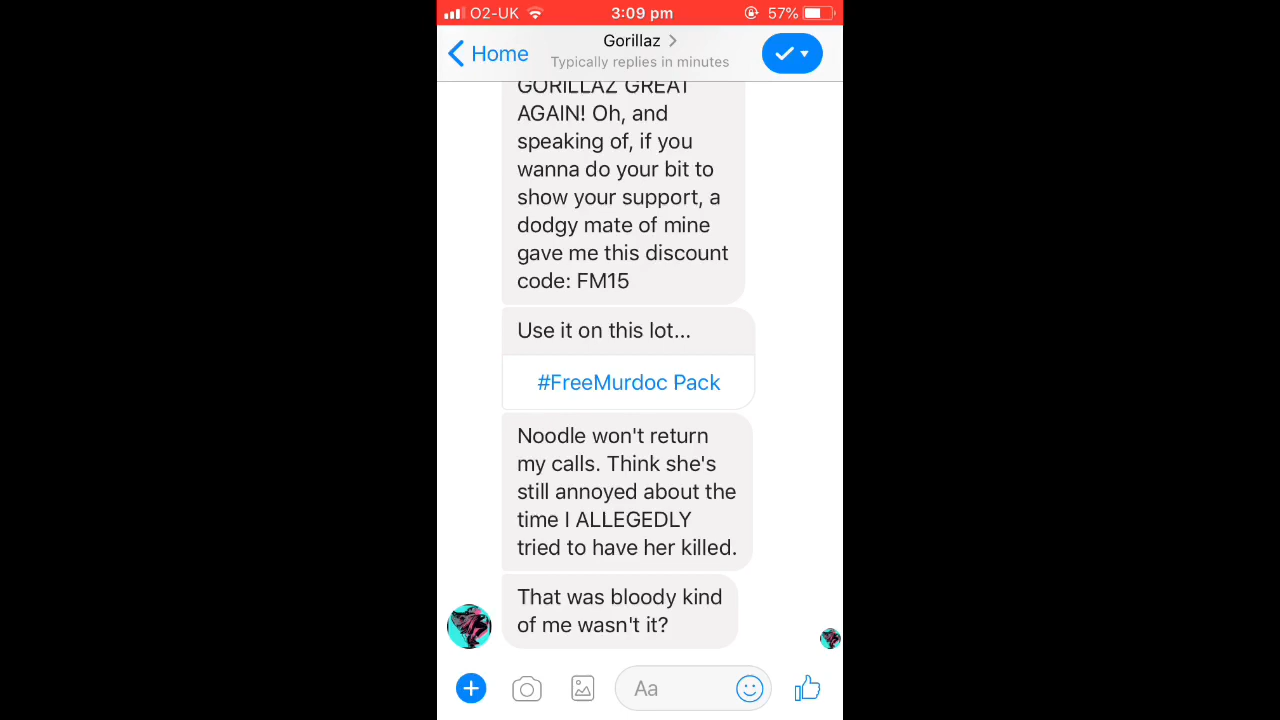 O2-UK 3:09 pm 57%
Home Gorillaz
Typically replies in minutes
GORILLAZ GREAT
AGAIN! Oh, and
speaking of, if you
wanna do your bit to
show your support, a
dodgy mate of mine
gave me this discount
code: FM15
Use it on this lot...
#FreeMurdoc Pack
Noodle won't return
my calls. Think she's
still annoyed about the
time I ALLEGEDLY
tried to have her killed.
That was bloody kind
of me wasn't it?
Aa